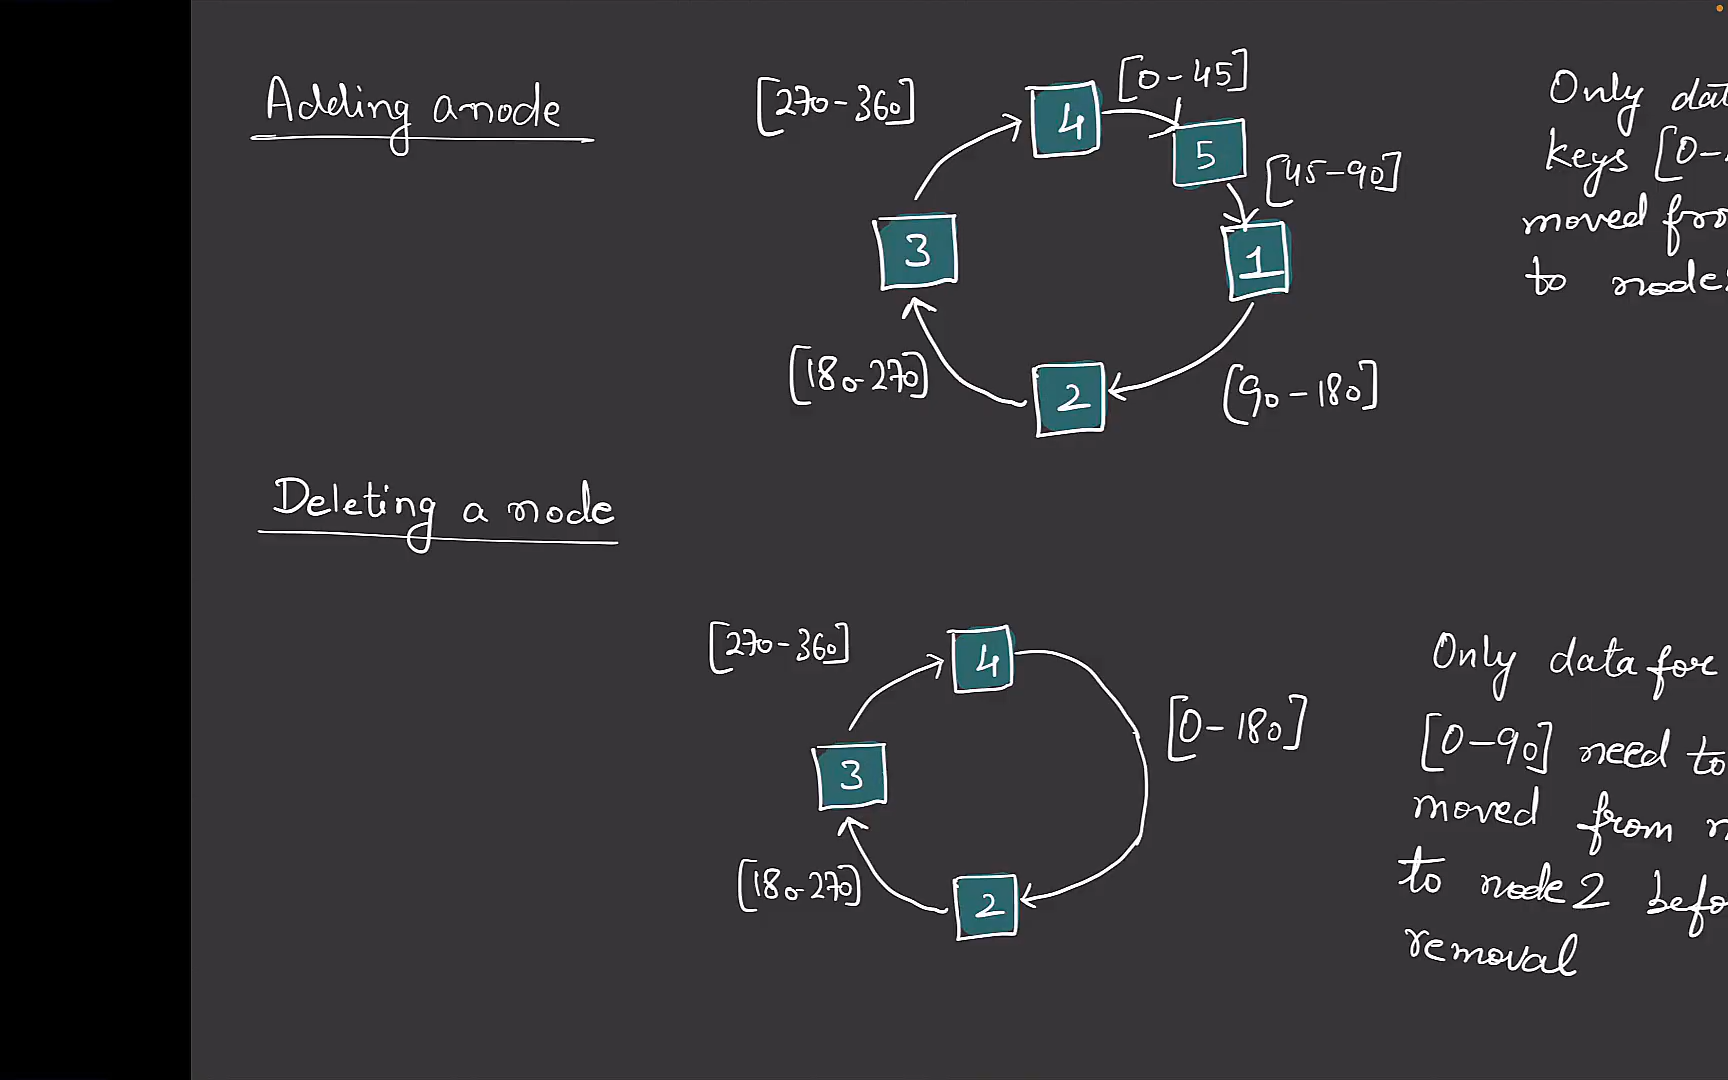 Adding a node
[270-360]
4
[0-45]
5
[45-90]
3
1
[180-270]
2
[90-180]
Only
keys [0-
moved
to
Deleting a node
[270-360]
4
[0-180]
3
[180-270]
2
Only data for
[0-90] need to
moved from
to node 2
removal